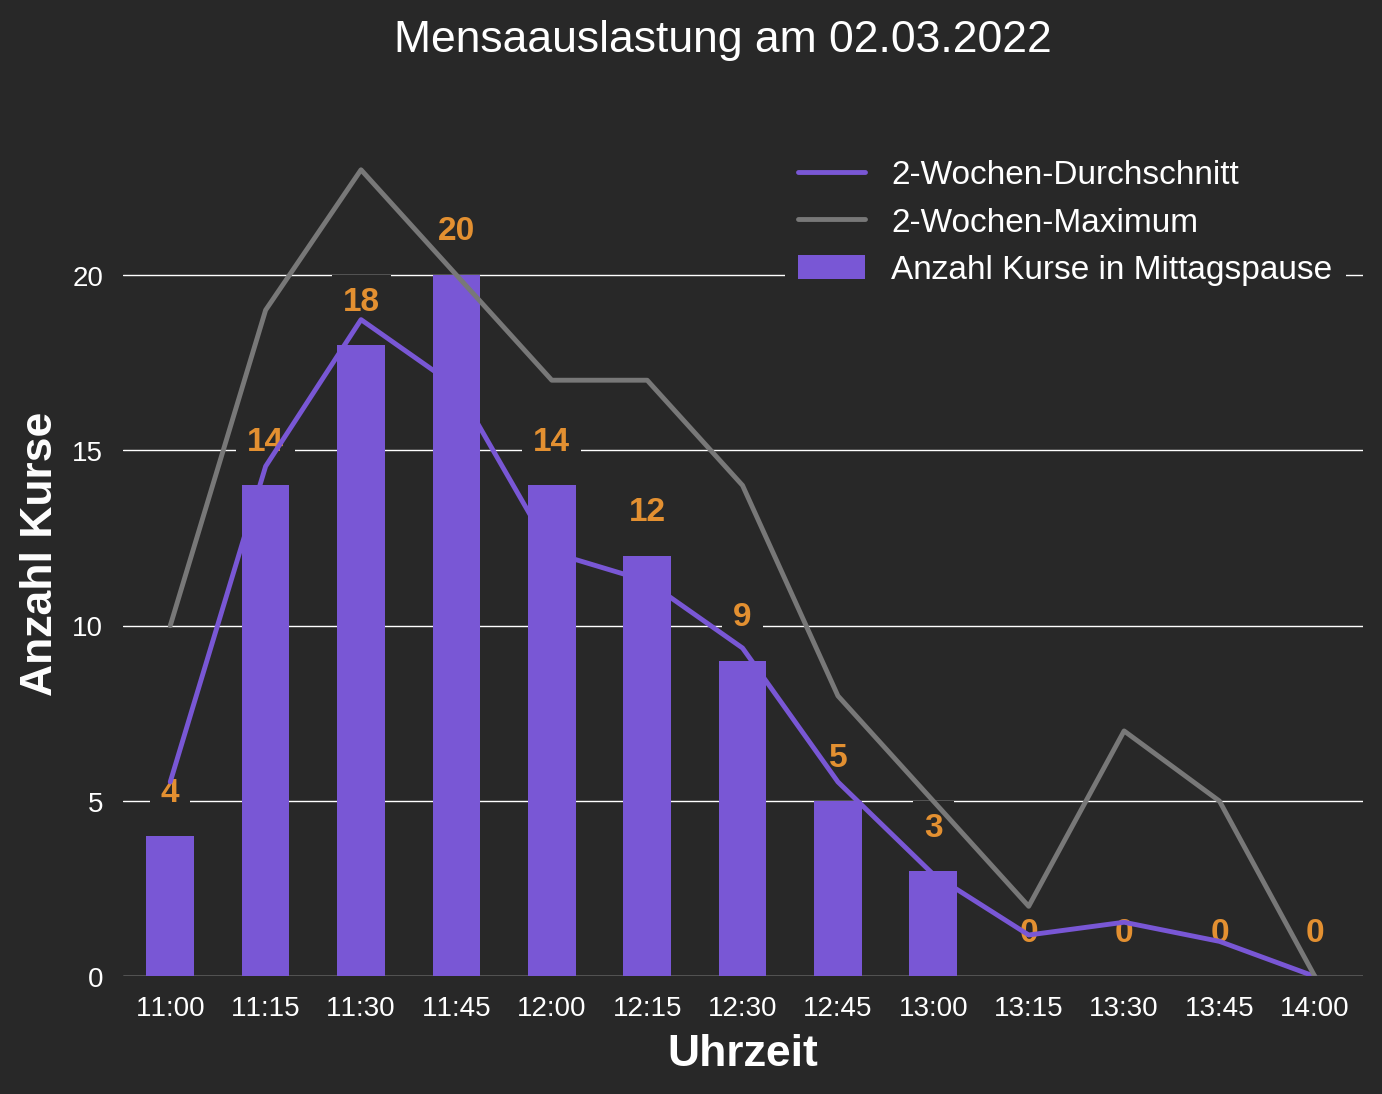 Mensaauslastung am 02.03.2022
2-Wochen-Durchschnitt
2-Wochen-Maximum
Anzahl Kurse in Mittagspause
Anzahl Kurse
20
15
10
5
0
4
14
18
20
14
12
9
5
3
0
0
0
0
11:00 11:15 11:30 11:45 12:00 12:15 12:30 12:45 13:00 13:15 13:30 13:45 14:00
Uhrzeit